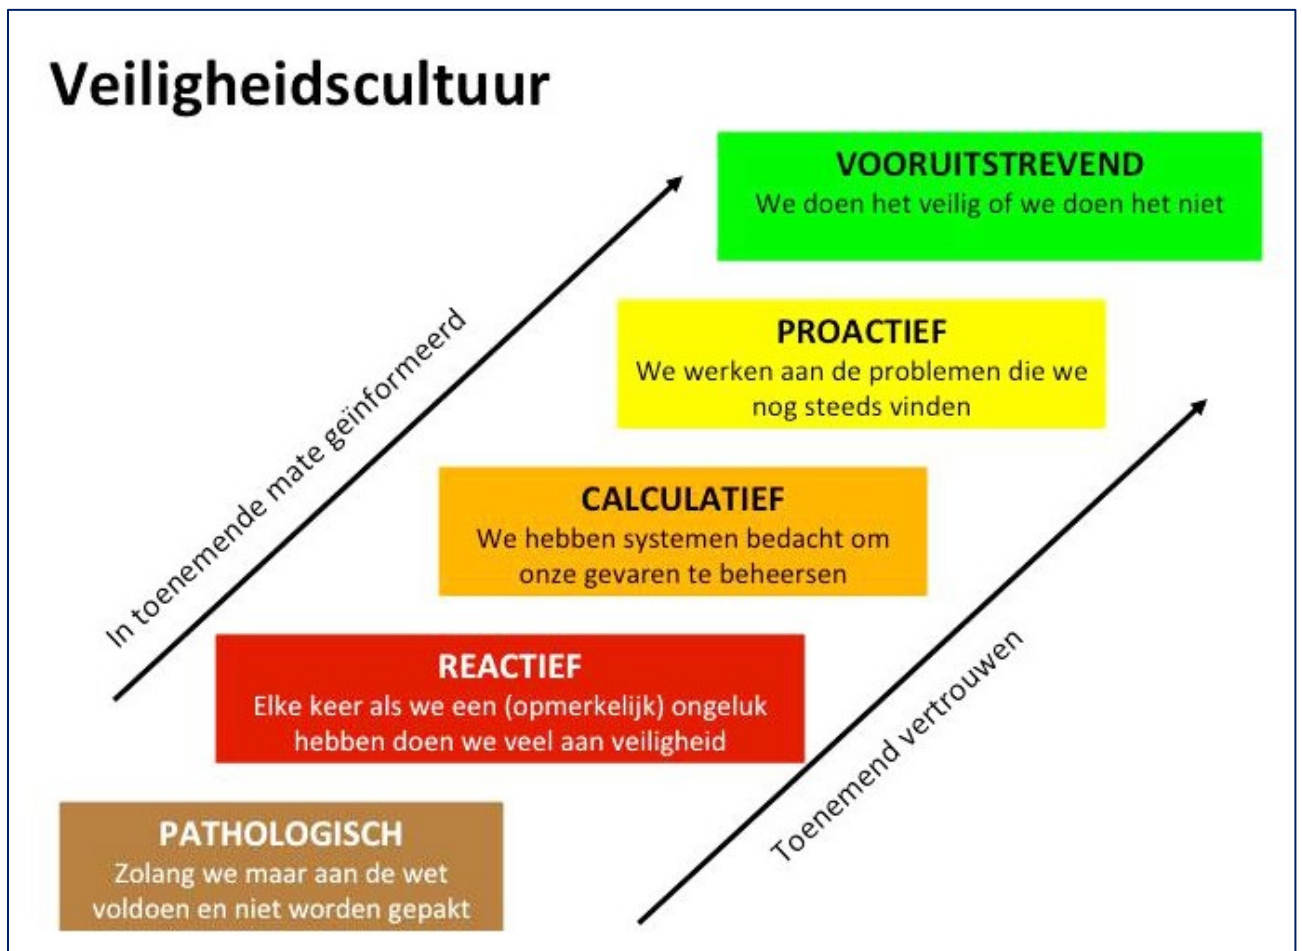 Veiligheidscultuur
VOORUITSTREVEND
We doen het veilig of we doen het niet
PROACTIEF
We werken aan de problemen die we
nog steeds vinden
In toenemende mate geïnformeerd
CALCULATIEF
We hebben systemen bedacht om
onze gevaren te beheersen
REACTIEF
Elke keer als we een (opmerkelijk) ongeluk
hebben doen we veel aan veiligheid
Toenemend vertrouwen
PATHOLOGISCH
Zolang we maar aan de wet
voldoen en niet worden gepakt